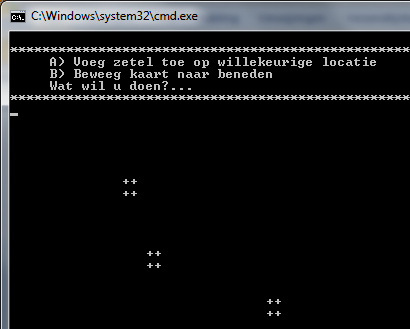 C:\Windows\system32\cmd.exe
**************************************************
A) Voeg zetel toe op willekeurige locatie
B) Beweeg kaart naar beneden
Wat wil u doen?...
**************************************************
++
++
++
++
++
++